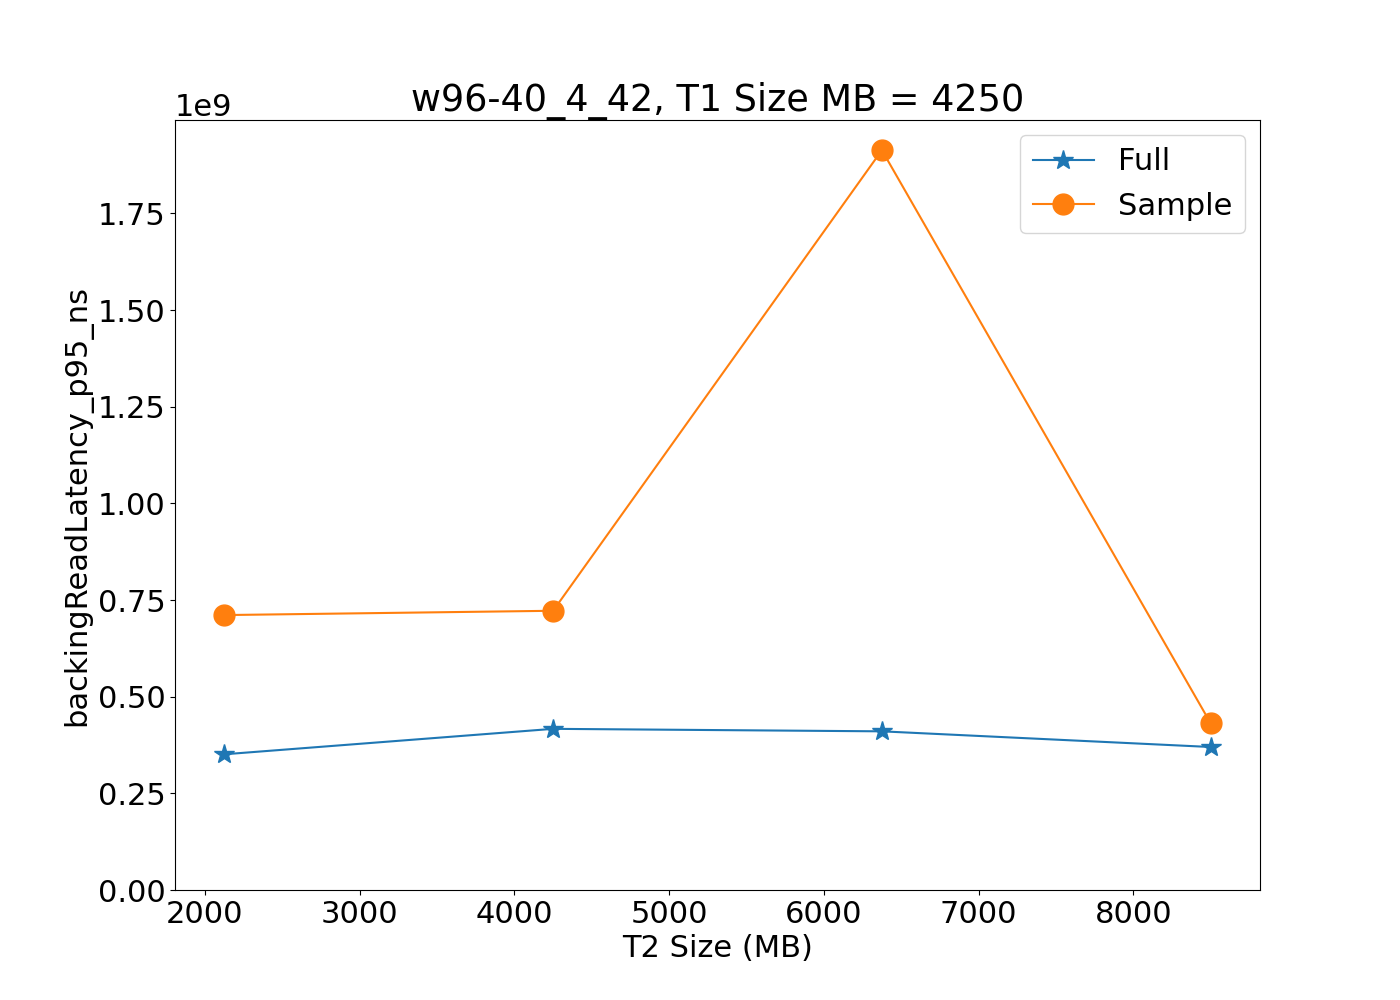 w96-40_4_42, T1 Size MB = 4250
1e9
Full
Sample
backingReadLatency_p95_ns
1.75
1.50
1.25
1.00
0.75
0.50
0.25
0.00
2000 3000 4000 5000 6000 7000 8000
T2 Size (MB)